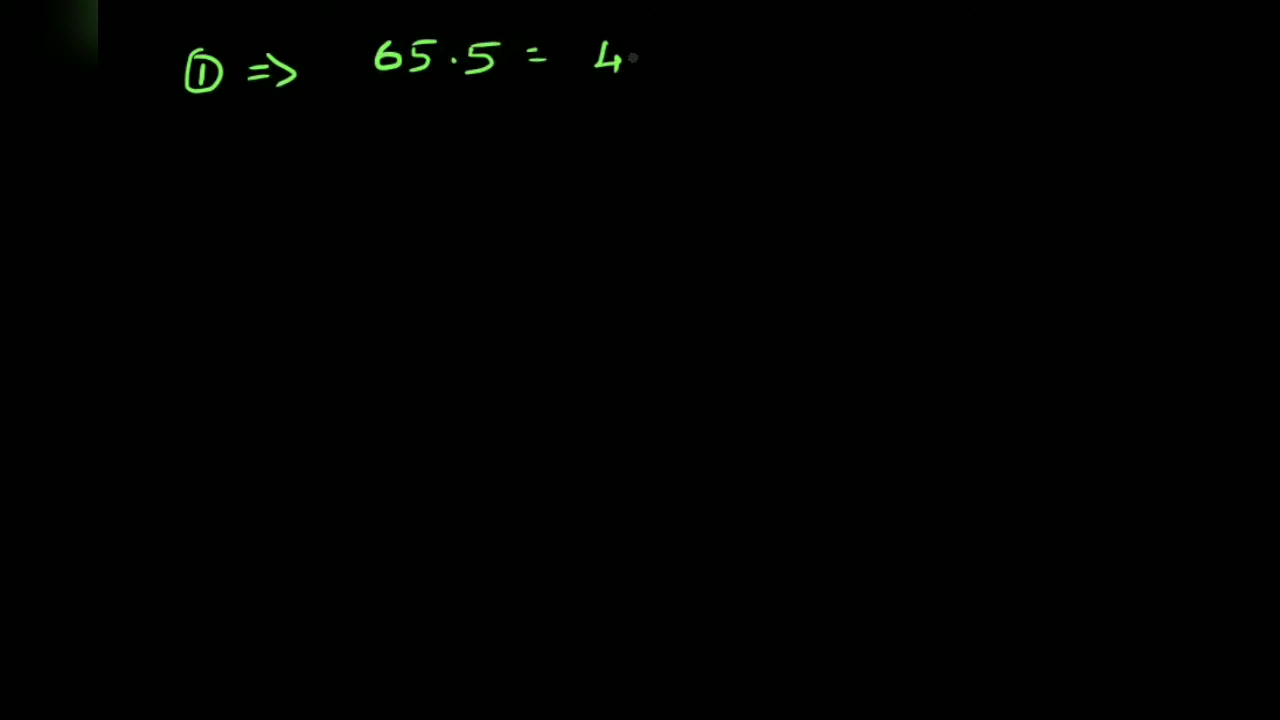 ① => 65.5 = 4